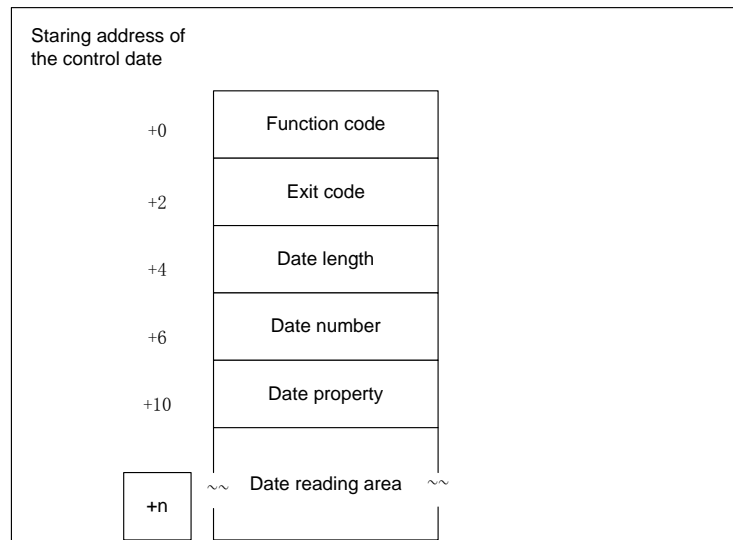 Staring address of
the control date
+0 Function code
+2 Exit code
+4 Date length
+6 Date number
+10 Date property
~~ Date reading area ~~
+n